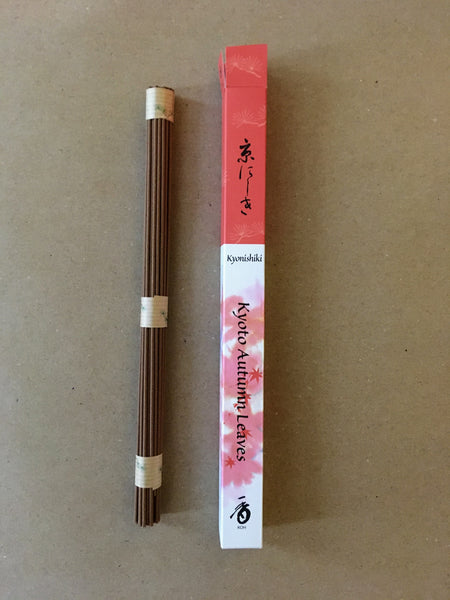 京にしき
Kyonishiki
Kyoto Autumn Leaves
香
KOH